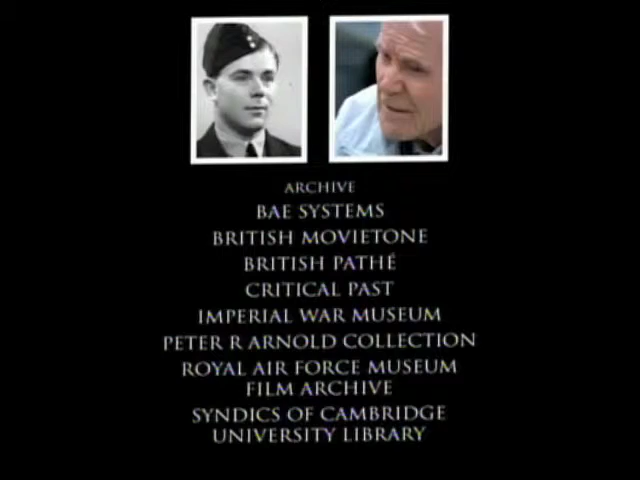 ARCHIVE
BAE SYSTEMS
BRITISH MOVIETONE
BRITISH PATHÉ
CRITICAL PAST
IMPERIAL WAR MUSEUM
PETER R ARNOLD COLLECTION
ROYAL AIR FORCE MUSEUM
FILM ARCHIVE
SYNDICS OF CAMBRIDGE
UNIVERSITY LIBRARY